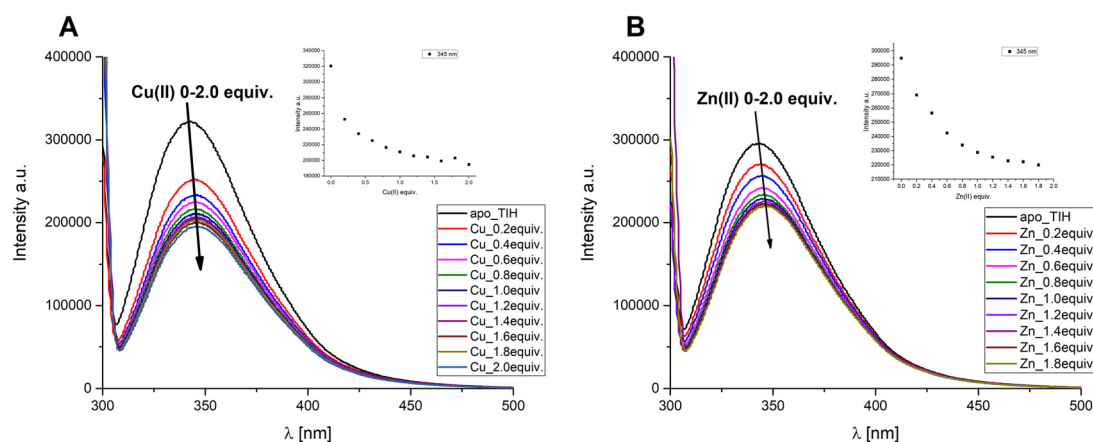 A
Cu(II) 0-2.0 equiv.
Intensity a.u.
400000
300000
200000
100000
0
300
350
400
450
500
λ [nm]
345 nm
Intensity a.u.
340000
320000
300000
280000
260000
240000
220000
200000
180000
0.0
0.5
1.0
1.5
2.0
Cu(II) equiv.
apo_TIH
Cu_0.2equiv.
Cu_0.4equiv.
Cu_0.6equiv.
Cu_0.8equiv.
Cu_1.0equiv.
Cu_1.2equiv.
Cu_1.4equiv.
Cu_1.6equiv.
Cu_1.8equiv.
Cu_2.0equiv.
B
Zn(II) 0-2.0 equiv.
Intensity a.u.
400000
300000
200000
100000
0
300
350
400
450
500
λ [nm]
345 nm
Intensity a.u.
300000
290000
280000
270000
260000
250000
240000
230000
220000
210000
0.0
0.2
0.4
0.6
0.8
1.0
1.2
1.4
1.6
1.8
2.0
Zn(II) equiv.
apo_TIH
Zn_0.2equiv
Zn_0.4equiv
Zn_0.6equiv
Zn_0.8equiv
Zn_1.0equiv
Zn_1.2equiv
Zn_1.4equiv
Zn_1.6equiv
Zn_1.8equiv